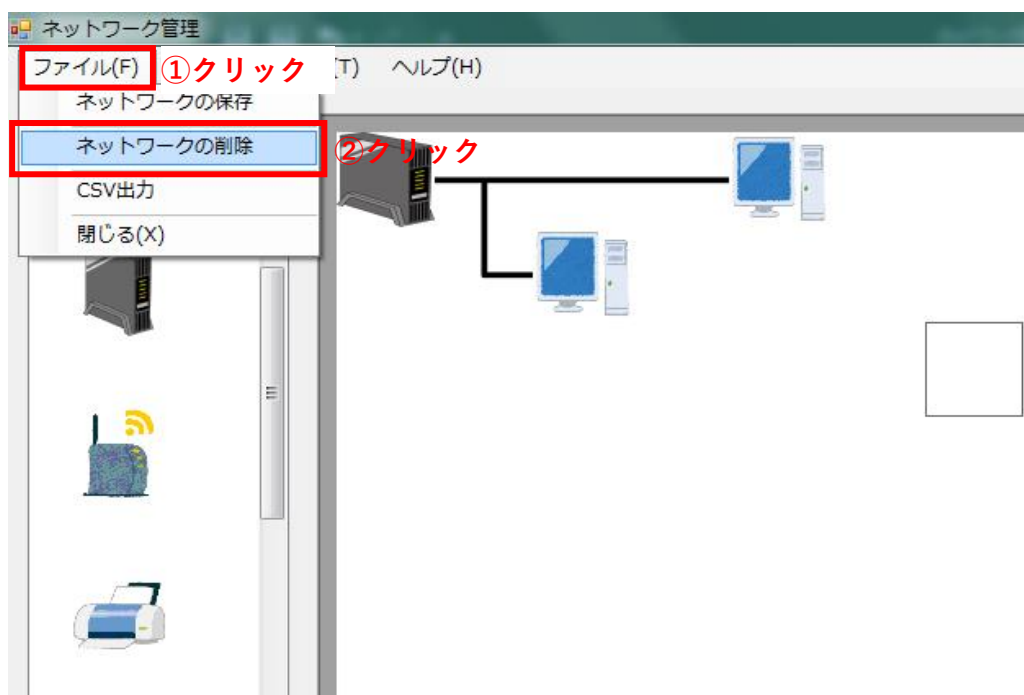 ネットワーク管理
ファイル(F) ①クリック (T) ヘルプ(H)
ネットワークの保存
ネットワークの削除 ②クリック
CSV出力
閉じる(X)